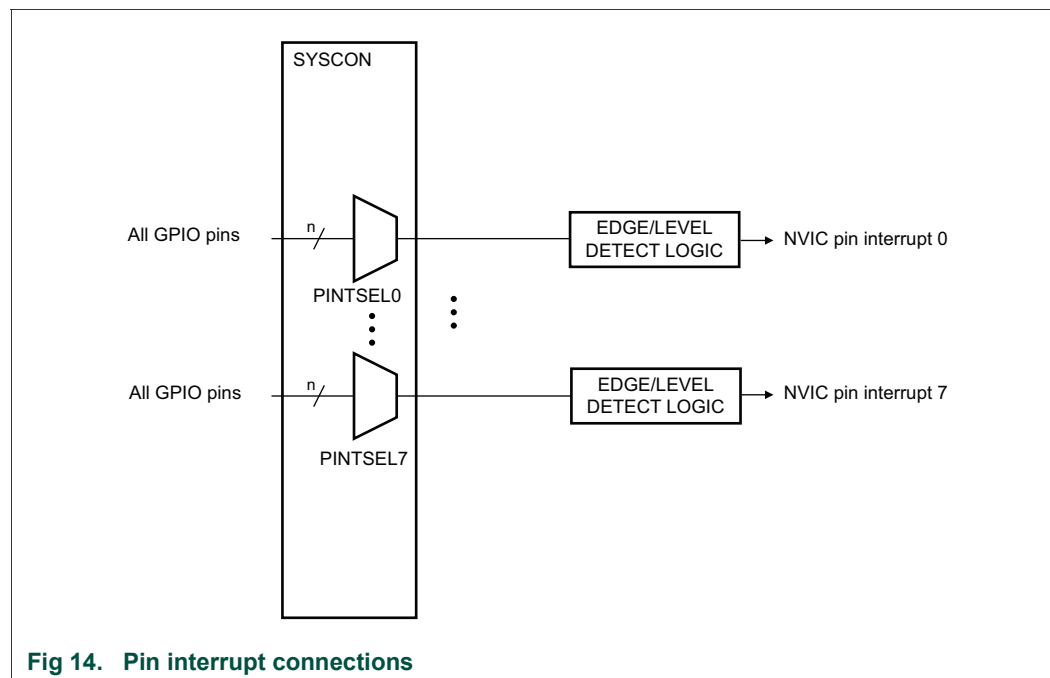 SYSCON
All GPIO pins
n
PINTSEL0
EDGE/LEVEL
DETECT LOGIC
NVIC pin interrupt 0
All GPIO pins
n
PINTSEL7
EDGE/LEVEL
DETECT LOGIC
NVIC pin interrupt 7
Fig 14. Pin interrupt connections